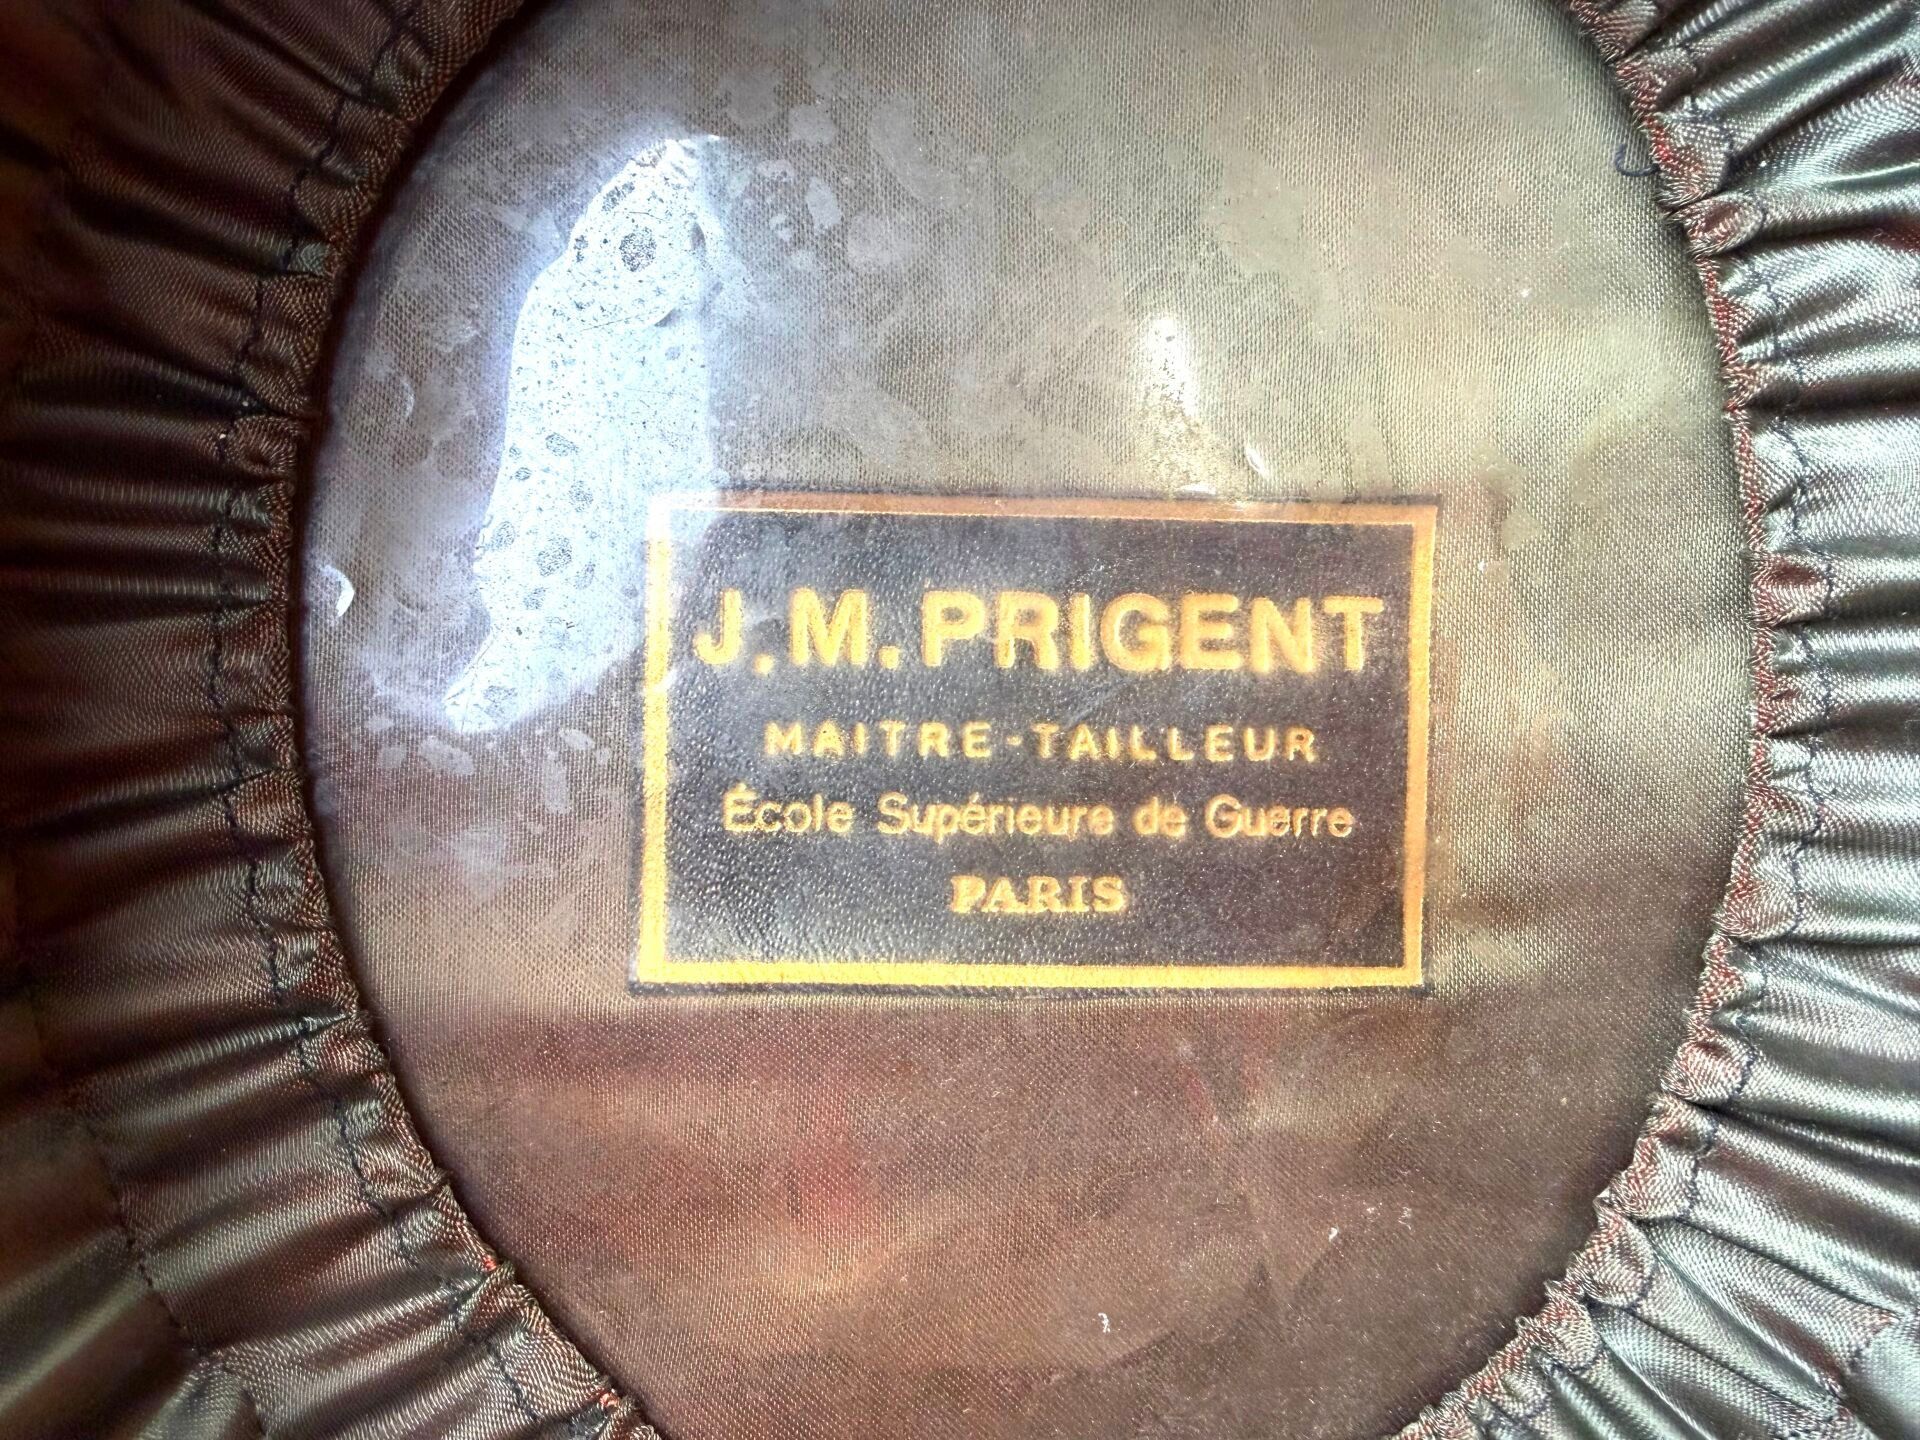 J.M.PRIGENT
MAITRE-TAILLEUR
École Supérieure de Guerre
PARIS